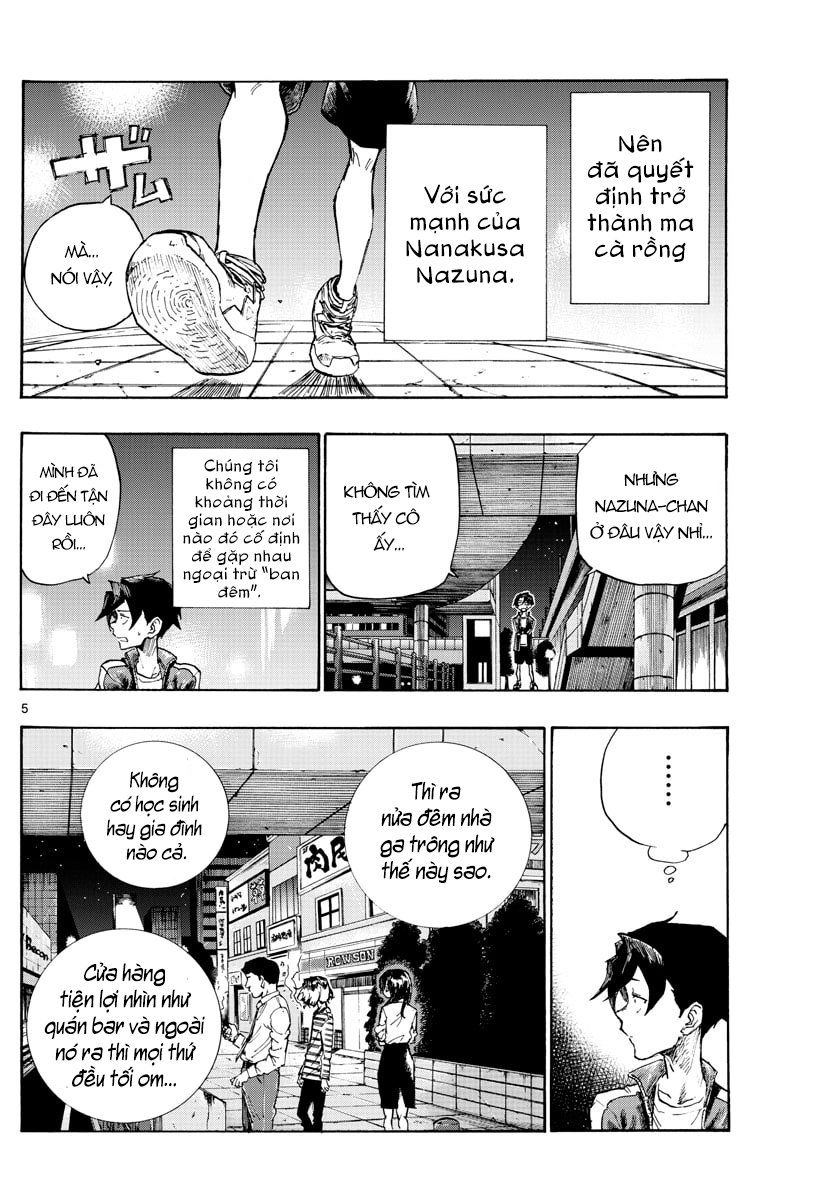 Nên
đã quyết
định trở
thành ma
cà rồng
Với sức
mạnh của
Nanakusa
Nazuna.
ザム
MÀ...
NÓI VẬY,
NHƯNG
NAZUNA-CHAN
Ở ĐÂU VẬY NHỈ...
KHÔNG TÌM
THẤY CÔ
ẤY...
Chúng tôi
không có
khoảng thời
gian hoặc nơi
nào đó cố định
để gặp nhau
ngoại trừ "ban
đêm".
MÌNH ĐÃ
ĐI ĐẾN TẬN
ĐÂY LUÔN
RỒI...
5
........
Thì ra
nửa đêm nhà
ga trông như
thế này sao.
Không
có học sinh
hay gia đình
nào cả.
Cửa hàng
tiện lợi nhìn như
quán bar và ngoài
nó ra thì mọi thứ
đều tối om...
肉民
RCWSON
Becon